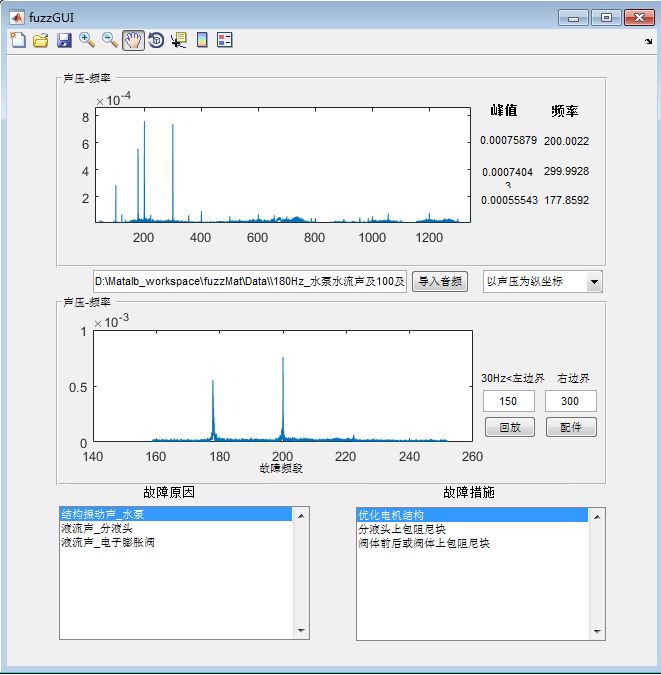 fuzzGUI
声压-频率
×10-4
8
6
4
2
200 400 600 800 1000 1200
峰值 频率
0.00075879 200.0022
0.0007404 299.9928
3
0.00055543 177.8592
D:\Matalb_workspace\fuzzMat\Data\\180Hz_水泵水流声及100及 导入音频 以声压为纵坐标
声压-频率
×10-3
1
0.5
0
140 160 180 200 220 240 260
故障频段
30Hz<左边界 右边界
150 300
回放 配件
故障原因 故障措施
结构振动声_水泵
液流声_分液头
液流声_电子膨胀阀
优化电机结构
分液头上包阻尼块
阀体前后或阀体上包阻尼块